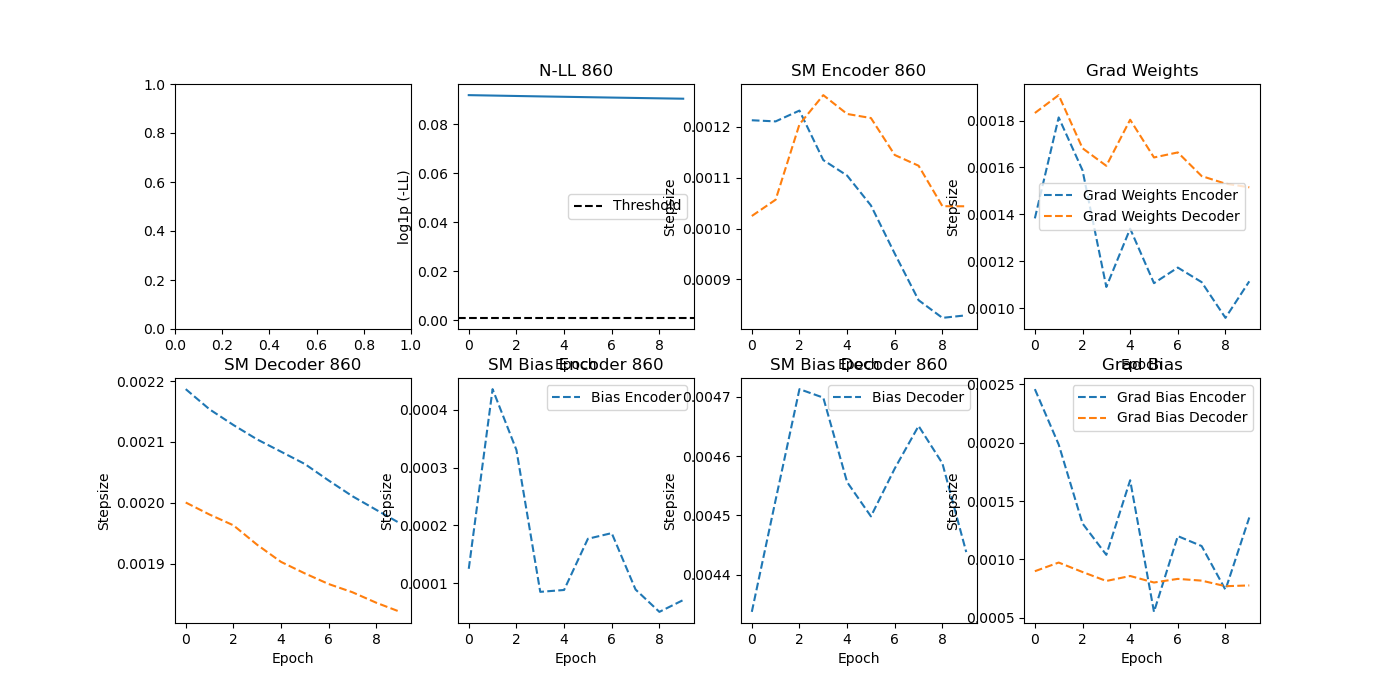 N-LL 860
SM Encoder 860
Grad Weights
1.0
0.8
0.6
0.4
0.2
0.0
0.0 0.2 0.4 0.6 0.8 1.0
log1p (-LL)
0.08
0.06
0.04
0.02
0.00
Threshold
0 2 4 6 8
Epoch
Stepsize
0.0012
0.0011
0.0010
0.0009
0 2 4 6 8
Epoch
Stepsize
0.0018
0.0016
0.0014
0.0012
0.0010
Grad Weights Encoder
Grad Weights Decoder
0 2 4 6 8
Epoch
SM Decoder 860
SM Bias Encoder 860
SM Bias Decoder 860
Grad Bias
Stepsize
0.0022
0.0021
0.0020
0.0019
0 2 4 6 8
Epoch
Stepsize
0.0004
0.0003
0.0002
0.0001
Bias Encoder
0 2 4 6 8
Epoch
Stepsize
0.0047
0.0046
0.0045
0.0044
Bias Decoder
0 2 4 6 8
Epoch
Stepsize
0.0025
0.0020
0.0015
0.0010
0.0005
Grad Bias Encoder
Grad Bias Decoder
0 2 4 6 8
Epoch